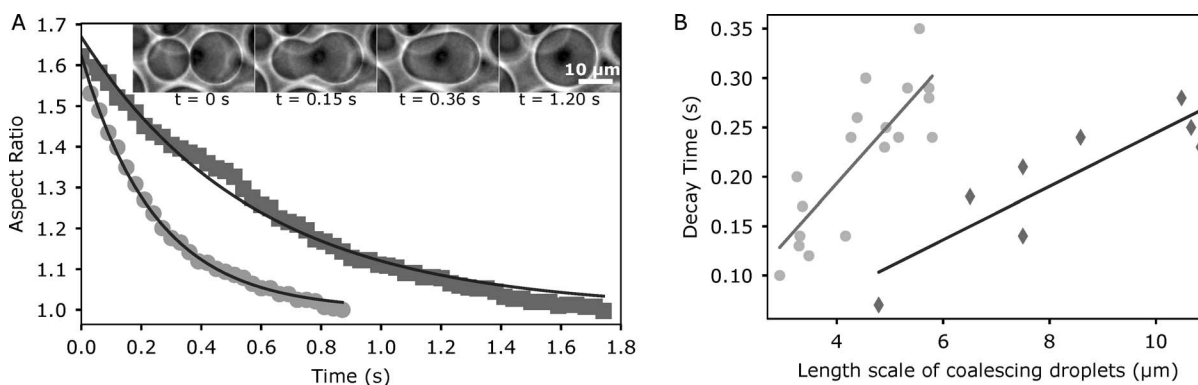 A
1.7
1.6
1.5
1.4
1.3
1.2
1.1
1.0
Aspect Ratio
10 µm
t = 0 s
t = 0.15 s
t = 0.36 s
t = 1.20 s
0.0 0.2 0.4 0.6 0.8 1.0 1.2 1.4 1.6 1.8
Time (s)
B
0.35
0.30
0.25
0.20
0.15
0.10
Decay Time (s)
4 6 8 10
Length scale of coalescing droplets (µm)